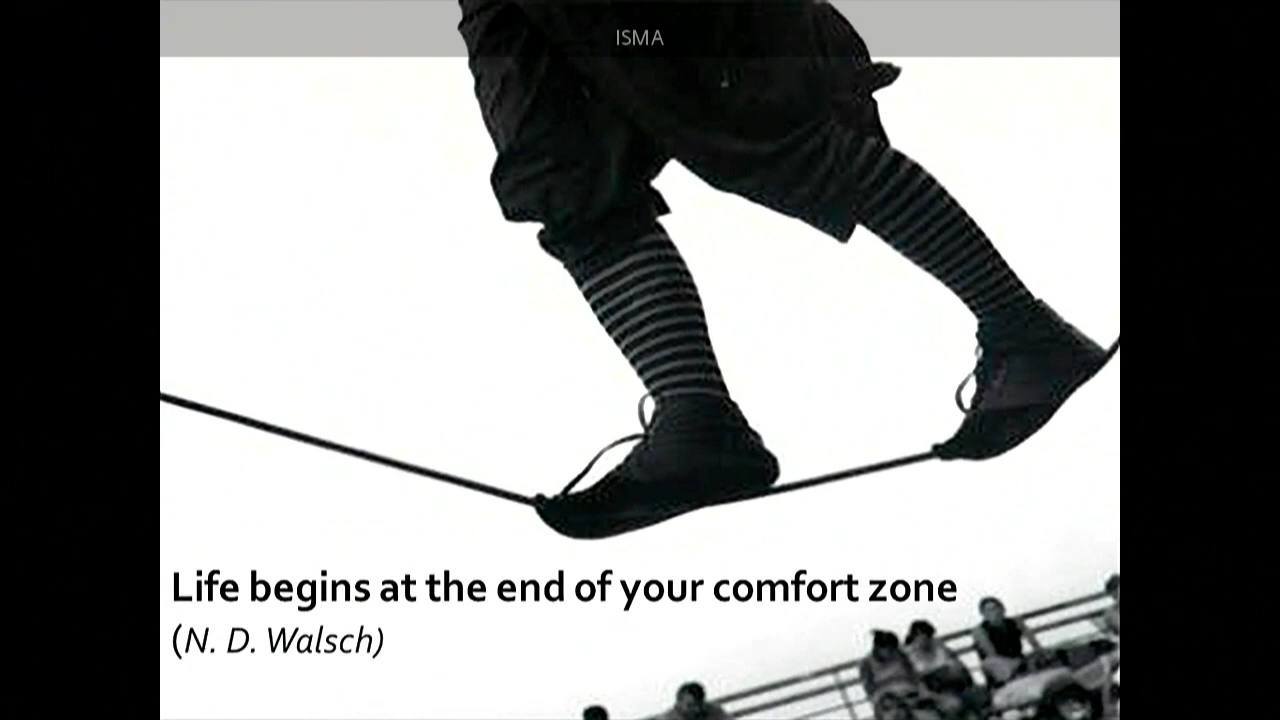 ISMA
Life begins at the end of your comfort zone
(N. D. Walsch)